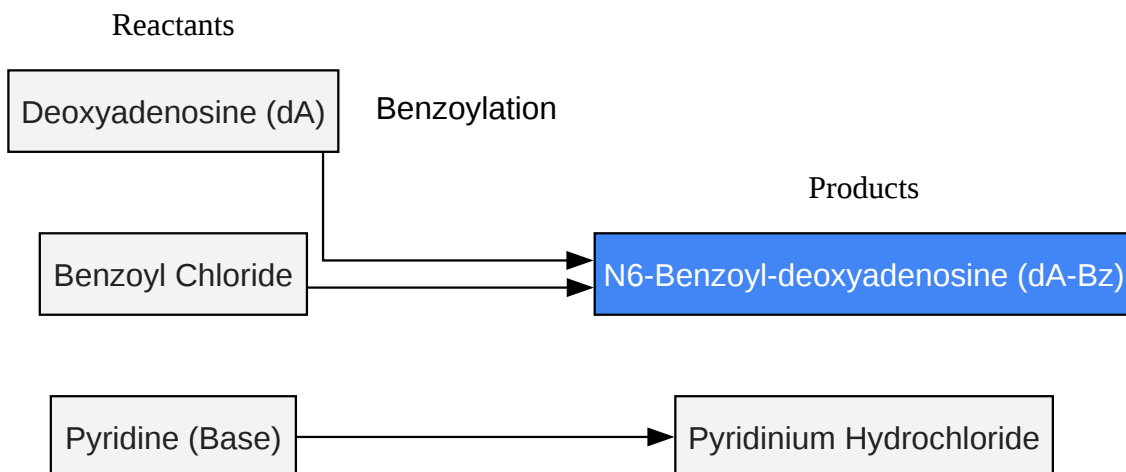 Reactants
Deoxyadenosine (dA)
Benzoylation
Products
Benzoyl Chloride
N6-Benzoyl-deoxyadenosine (dA-Bz)
Pyridine (Base)
Pyridinium Hydrochloride